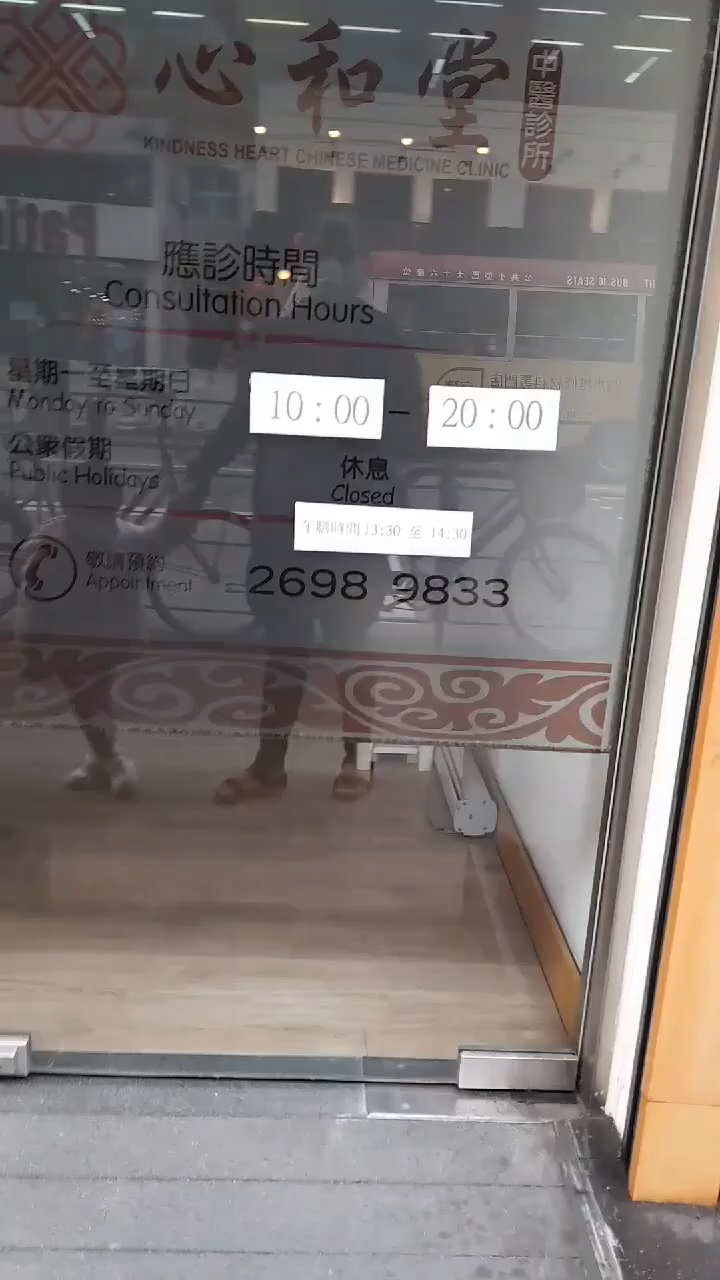 心和堂 中醫診所
KINDNESS HEART CHINESE MEDICINE CLINIC
應診時間
Consultation Hours
星期一至星期日
Monday to Sunday
10:00 – 20:00
公眾假期
Public Holidays
休息
Closed
午膳時間 13:30 至 14:30
敬請預約
Appointment
2698 9833